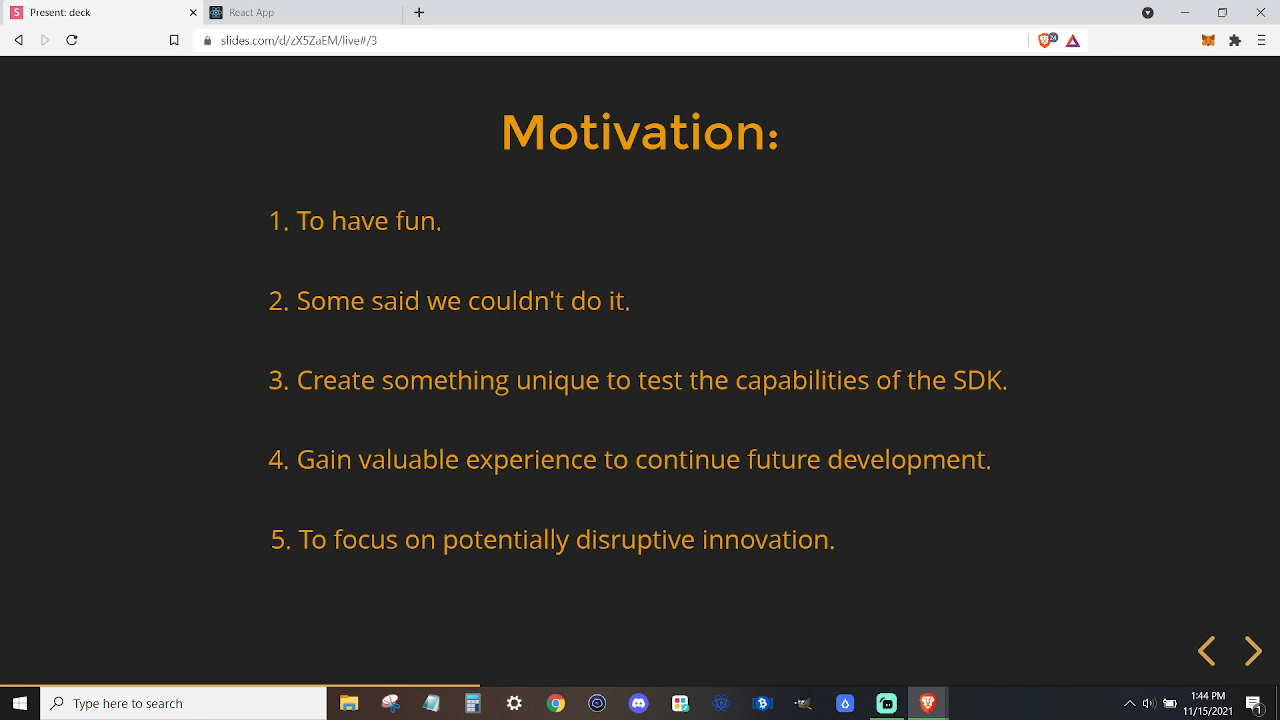 Present: deck
React App
slides.com/d/zX5ZaEM/live#/3
24
Motivation:
1. To have fun.
2. Some said we couldn't do it.
3. Create something unique to test the capabilities of the SDK.
4. Gain valuable experience to continue future development.
5. To focus on potentially disruptive innovation.
Type here to search
1:44 PM
11/15/2021